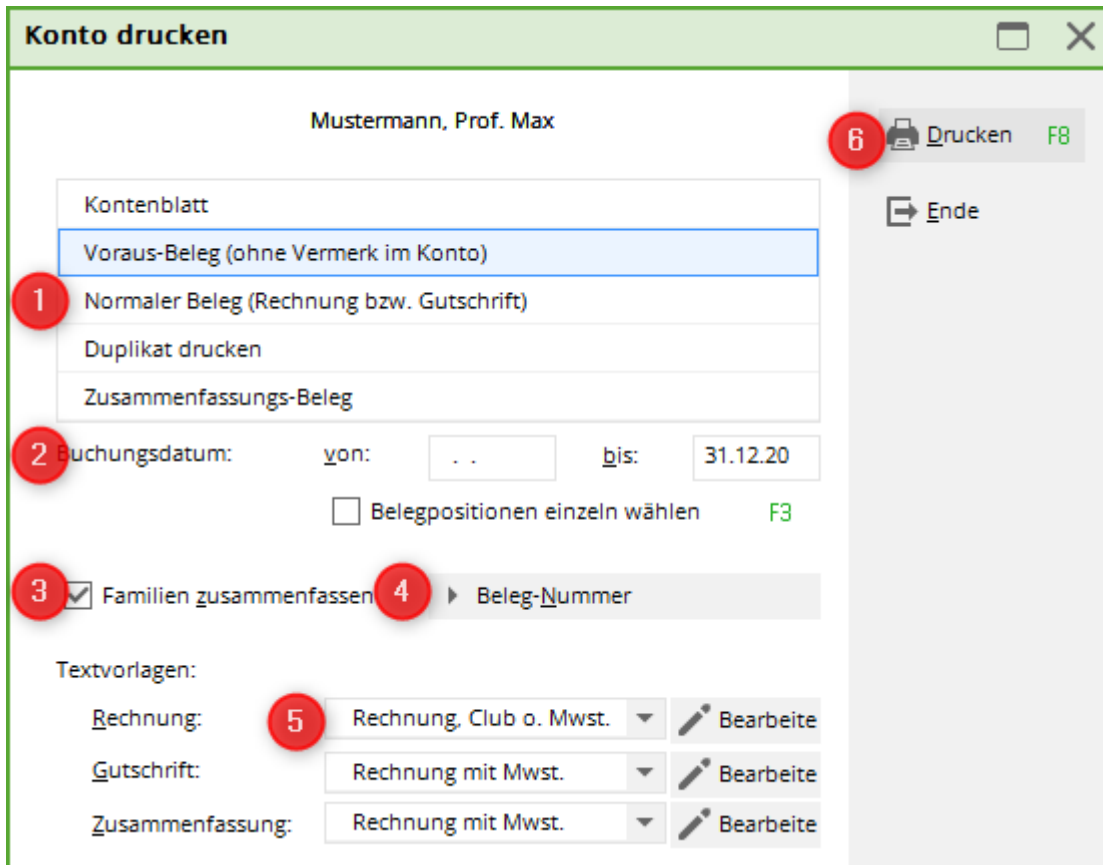 Konto drucken
Mustermann, Prof. Max
6 Drucken F8
Ende
Kontenblatt
Voraus-Beleg (ohne Vermerk im Konto)
1 Normaler Beleg (Rechnung bzw. Gutschrift)
Duplikat drucken
Zusammenfassungs-Beleg
2 Buchungsdatum: von: . . bis: 31.12.20
Belegpositionen einzeln wählen F3
3 Familien zusammenfassen 4 Beleg-Nummer
Textvorlagen:
Rechnung: 5 Rechnung, Club o. Mwst. Bearbeite
Gutschrift: Rechnung mit Mwst. Bearbeite
Zusammenfassung: Rechnung mit Mwst. Bearbeite